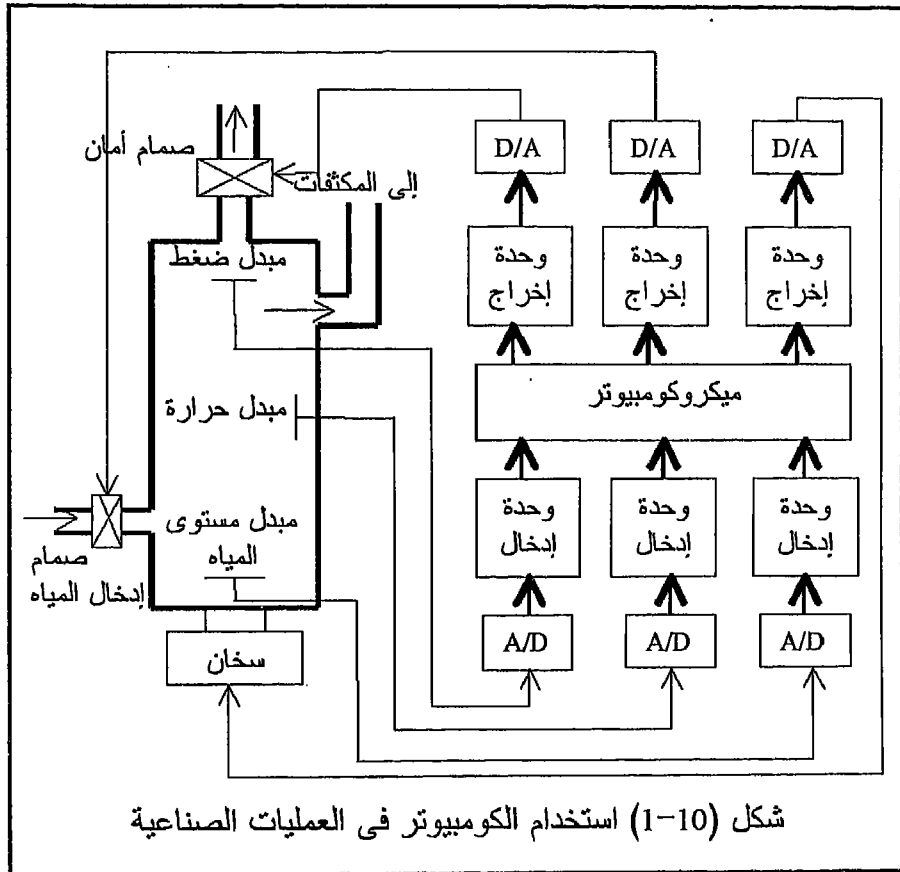 D/A
D/A
D/A
صمام أمان
إلى المكثفات
مبدل ضغط
وحدة
إخراج
وحدة
إخراج
وحدة
إخراج
ميكروكومبيوتر
مبدل حرارة
وحدة
إدخال
وحدة
إدخال
وحدة
إدخال
مبدل مستوى
المياه
صمام
إدخال المياه
A/D
A/D
A/D
سخان
شكل (10-1) استخدام الكومبيوتر فى العمليات الصناعية